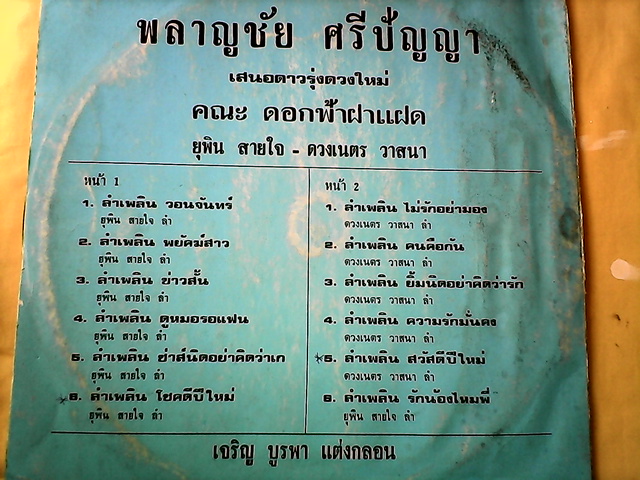 พลาญชัย ศรีปัญญา
เสนอดาวรุ่งดวงใหม่
คณะ ดอกฟ้าฝาแฝด
ยุพิน สายใจ - ดวงเนตร วาสนา
หน้า 1
1. ลำเพลิน วอนจันทร์
ยุพิน สายใจ ลำ
2. ลำเพลิน พยัคฆ์สาว
ยุพิน สายใจ ลำ
3. ลำเพลิน ข่าวสั้น
ยุพิน สายใจ ลำ
4. ลำเพลิน ดูหมอรอแฟน
ยุพิน สายใจ ลำ
5. ลำเพลิน ซ่าส์นิดอย่าคิดว่าเก
ยุพิน สายใจ ลำ
6. ลำเพลิน โชคดีปีใหม่
ยุพิน สายใจ ลำ
หน้า 2
1. ลำเพลิน ไม่รักอย่ามอง
ดวงเนตร วาสนา ลำ
2. ลำเพลิน คนคือกัน
ดวงเนตร วาสนา ลำ
3. ลำเพลิน ยิ้มนิดอย่าคิดว่ารัก
ดวงเนตร วาสนา ลำ
4. ลำเพลิน ความรักมั่นคง
ดวงเนตร วาสนา ลำ
5. ลำเพลิน สวัสดีปีใหม่
ดวงเนตร วาสนา ลำ
6. ลำเพลิน รักน้องไหมพี่
ยุพิน สายใจ ลำ
เจริญ บูรพา แต่งกลอน